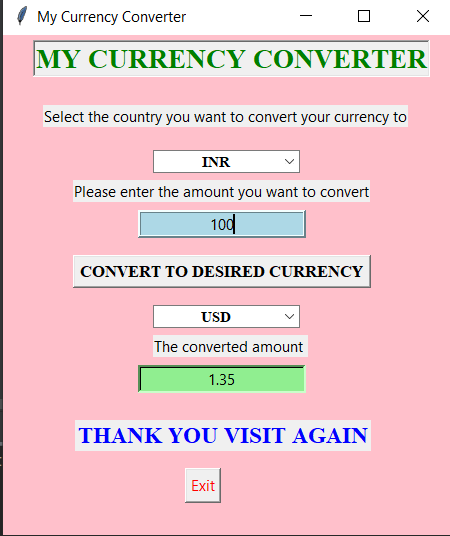 My Currency Converter
MY CURRENCY CONVERTER
Select the country you want to convert your currency to
INR
Please enter the amount you want to convert
100
CONVERT TO DESIRED CURRENCY
USD
The converted amount
1.35
THANK YOU VISIT AGAIN
Exit